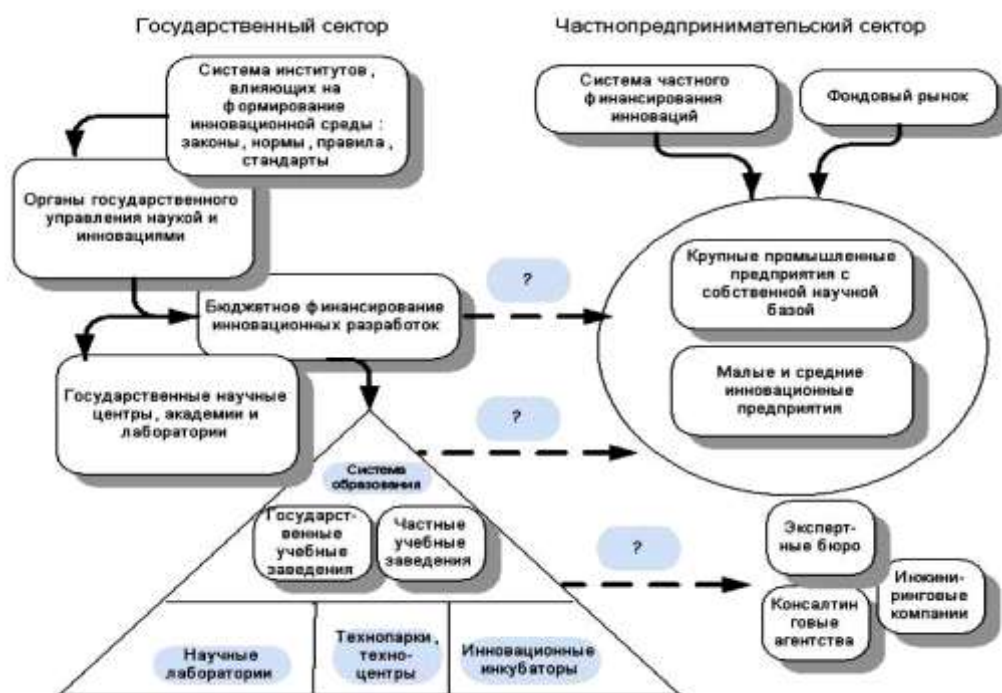 Государственный сектор
Частнопредпринимательский сектор
Система институтов,
влияющих на
формирование
инновационной среды :
законы, нормы, правила,
стандарты
Система частного
финансирования
инноваций
Фондовый рынок
Органы государственного
управления наукой и
инновациями
Бюджетное финансирование
инновационных разработок
?
Крупные промышленные
предприятия с
собственной научной
базой
Малые и средние
инновационные
предприятия
Государственные научные
центры, академии и
лаборатории
?
Система
образования
Государст-
венные
учебные
заведения
Частные
учебные
заведения
?
Эксперт-
ные бюро
Инжини-
ринговые
компании
Консалтин
говые
агентства
Научные
лаборатории
Технопарки,
техно-
центры
Инновационные
инкубаторы